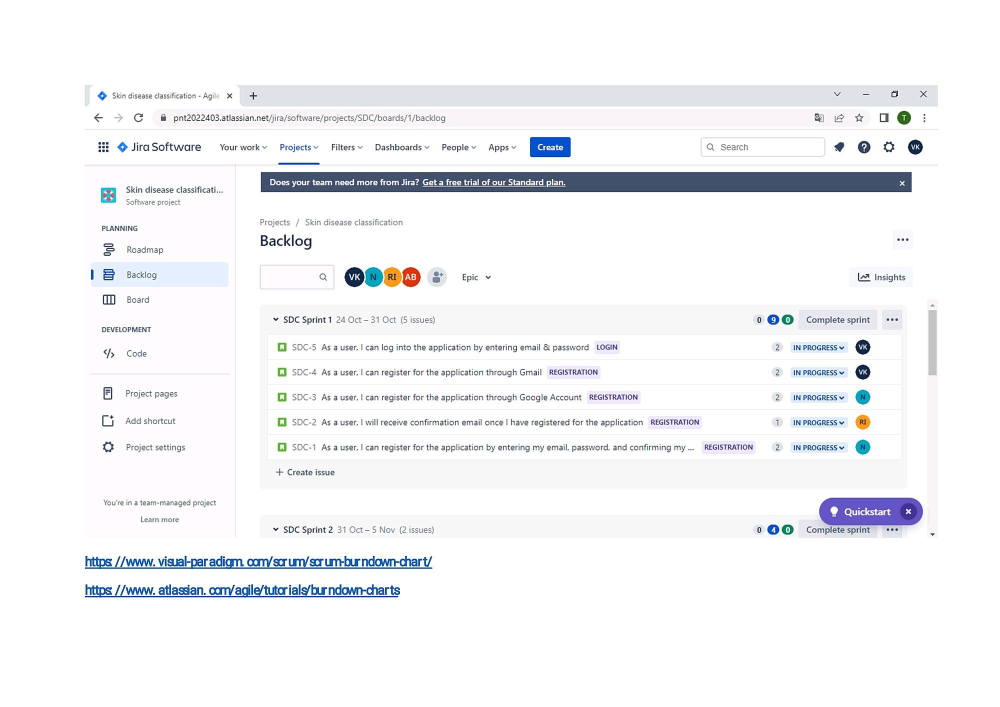 Skin disease classification - Agile
pnt2022403.atlassian.net/jira/software/projects/SDC/boards/1/backlog
T
Jira Software Your work Projects Filters Dashboards People Apps Create Search VK
Does your team need more from Jira? Get a free trial of our Standard plan.
Skin disease classificati...
Software project
PLANNING
Roadmap
Backlog
Board
DEVELOPMENT
Code
Project pages
Add shortcut
Project settings
You're in a team-managed project
Learn more
Projects / Skin disease classification
Backlog
VK N RI AB Epic Insights
SDC Sprint 1 24 Oct – 31 Oct (5 issues) 0 9 0 Complete sprint
SDC-5 As a user, I can log into the application by entering email & password LOGIN 2 IN PROGRESS VK
SDC-4 As a user, I can register for the application through Gmail REGISTRATION 2 IN PROGRESS VK
SDC-3 As a user, I can register for the application through Google Account REGISTRATION 2 IN PROGRESS N
SDC-2 As a user, I will receive confirmation email once I have registered for the application REGISTRATION 1 IN PROGRESS RI
SDC-1 As a user, I can register for the application by entering my email, password, and confirming my ... REGISTRATION 2 IN PROGRESS N
+ Create issue
Quickstart
SDC Sprint 2 31 Oct – 5 Nov (2 issues) 0 4 0 Complete sprint
https://www.visual-paradigm.com/scrum/scrum-burndown-chart/
https://www.atlassian.com/agile/tutorials/burndown-charts